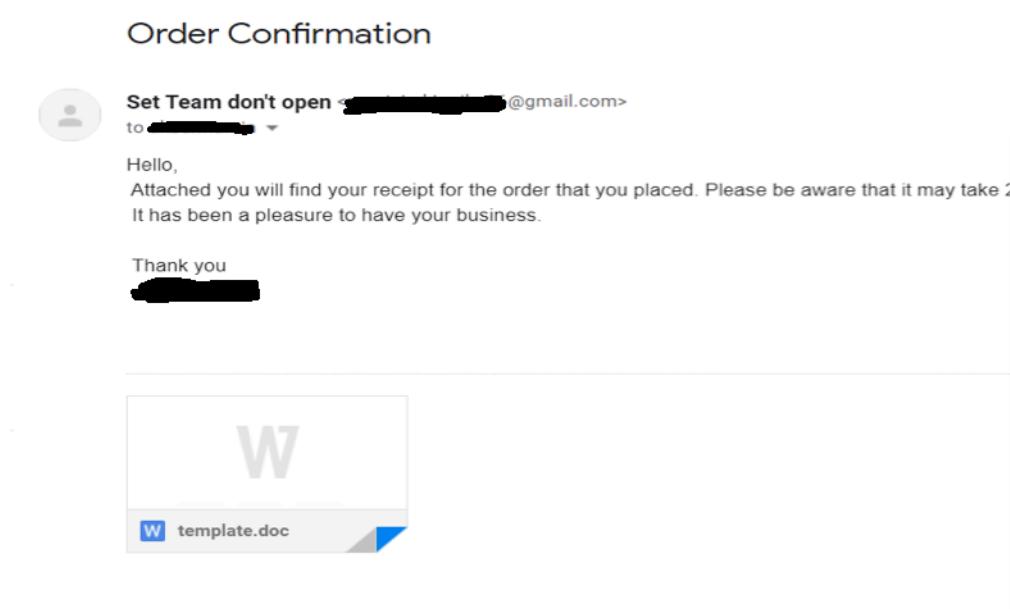 Order Confirmation
Set Team don't open < @gmail.com>
to
Hello,
Attached you will find your receipt for the order that you placed. Please be aware that it may take 2
It has been a pleasure to have your business.
Thank you
W
W template.doc